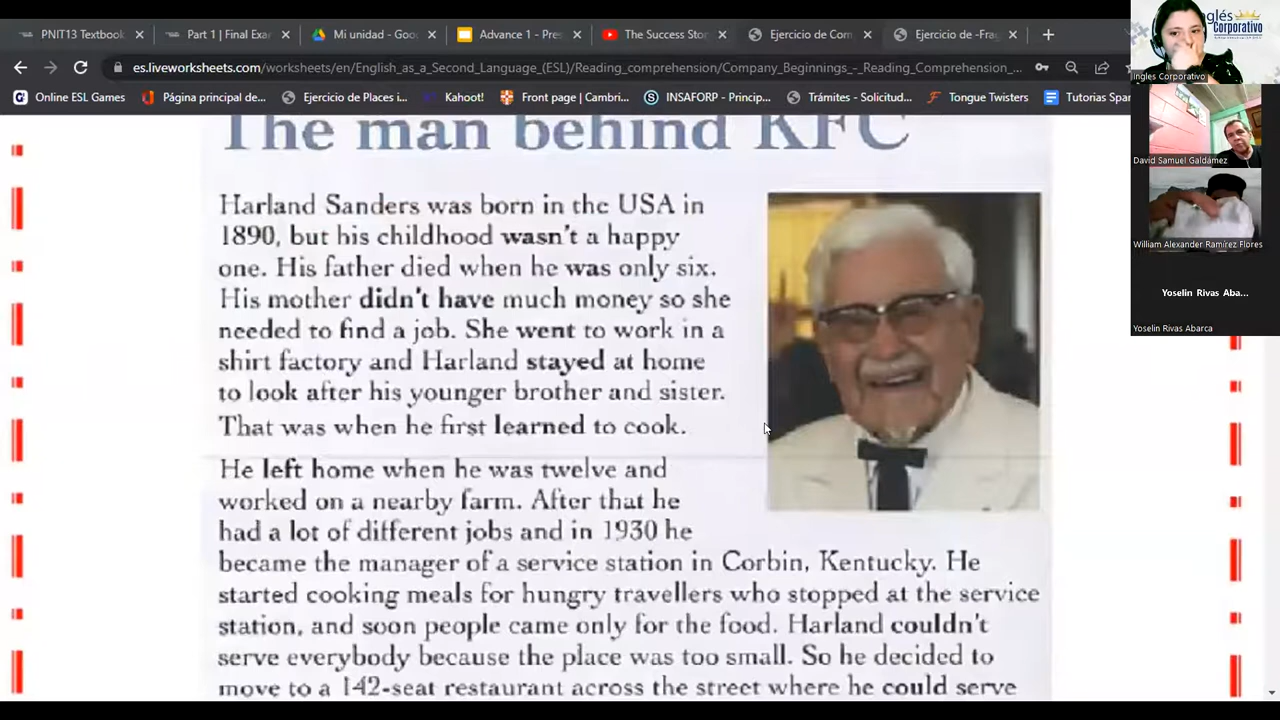 PNIT13 Textbook
Part 1 | Final Exa
Mi unidad - Goo
Advance 1.
The Success Sto
Ejercicio de Com
Ejercicio de -Fra
es.liveworksheets.com/worksheets/en/English_as_a_Second_Language_(ESL)/Reading_comprehension/Company_Beginnings_-_Reading_Comprehension_...
Online ESL Games
Página principal de...
Ejercicio de Places i...
Kahoot!
Front page | Cambri...
INSAFORP - Princip...
Trámites - Solicitud...
Tongue Twisters
Tutorias Spar
Inglés
Corporativo
Ingles Corporativo
David Samuel Galdámez
William Alexander Ramírez Flores
Yoselin Rivas Aba...
Yoselin Rivas Abarca
The man behind KFC
Harland Sanders was born in the USA in
1890, but his childhood wasn't a happy
one. His father died when he was only six.
His mother didn't have much money so she
needed to find a job. She went to work in a
shirt factory and Harland stayed at home
to look after his younger brother and sister.
That was when he first learned to cook.
He left home when he was twelve and
worked on a nearby farm. After that he
had a lot of different jobs and in 1930 he
became the manager of a service station in Corbin, Kentucky. He
started cooking meals for hungry travellers who stopped at the service
station, and soon people came only for the food. Harland couldn't
serve everybody because the place was too small. So he decided to
move to a 142-seat restaurant across the street where he could serve